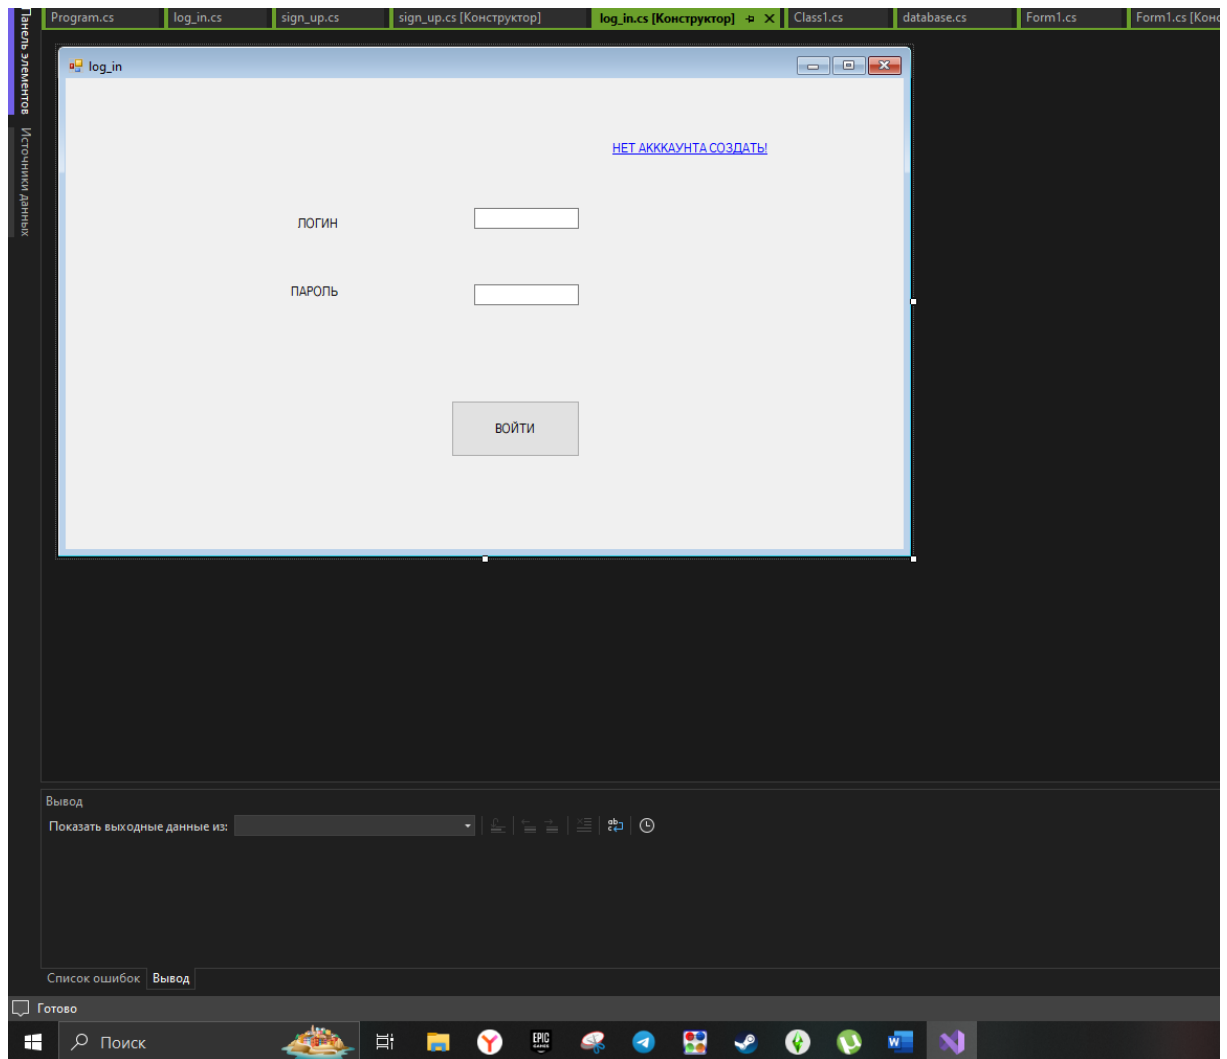 Program.cs log_in.cs sign_up.cs sign_up.cs [Конструктор] log_in.cs [Конструктор] Class1.cs database.cs Form1.cs Form1.cs [Конс
Панель элементов
Источники данных
log_in
НЕТ АКККАУНТА СОЗДАТЬ!
ЛОГИН
ПАРОЛЬ
ВОЙТИ
Вывод
Показать выходные данные из:
Список ошибок Вывод
Готово
Поиск